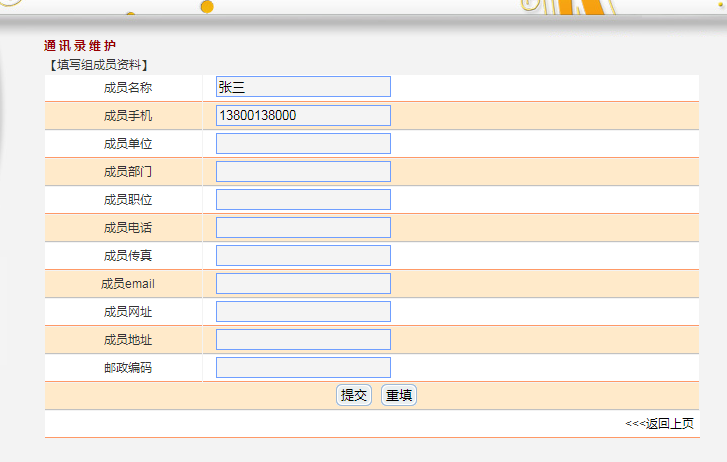 通讯录维护
【填写组成员资料】
成员名称 张三
成员手机 13800138000
成员单位
成员部门
成员职位
成员电话
成员传真
成员email
成员网址
成员地址
邮政编码
提交 重填
<<<返回上页